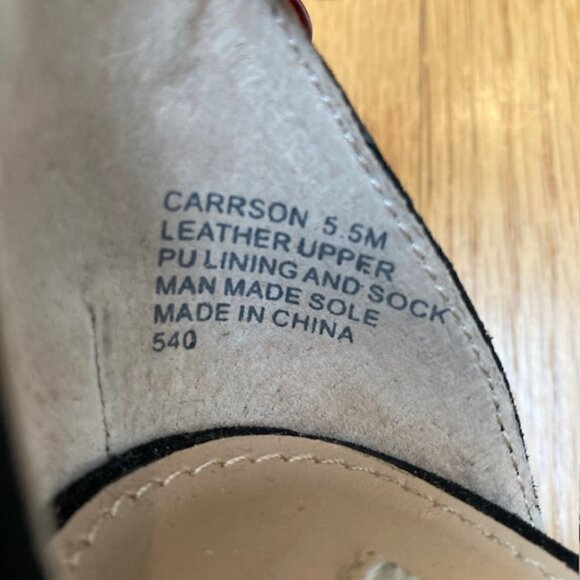 CARRSON 5.5M
LEATHER UPPER
PU LINING AND SOCK
MAN MADE SOLE
MADE IN CHINA
540